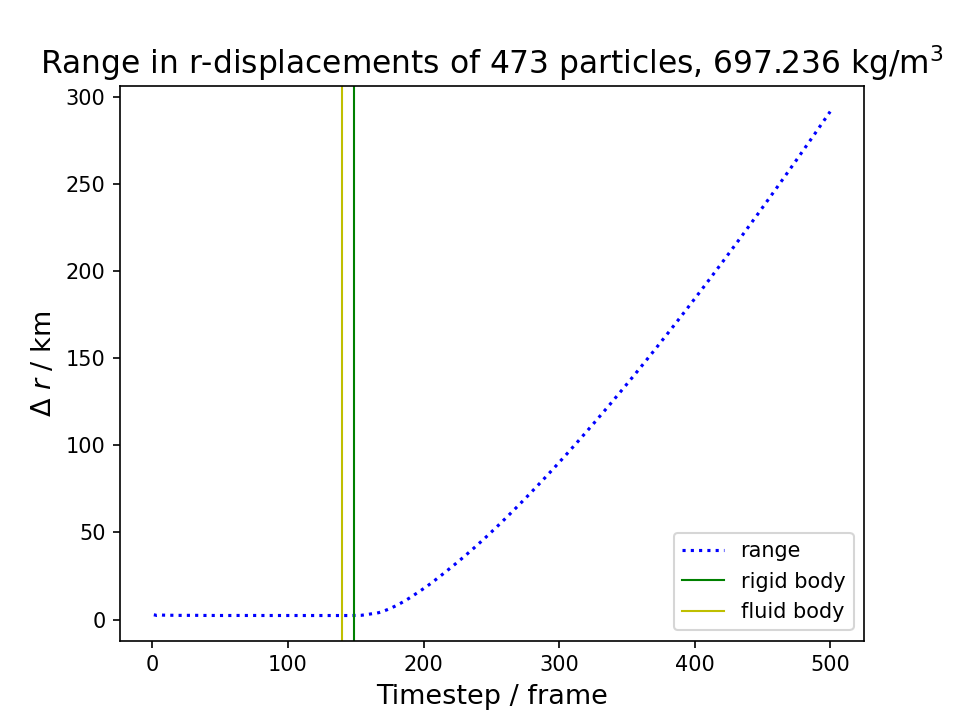 Range in r-displacements of 473 particles, 697.236 kg/m³
300
250
200
150
100
50
0
Δ r / km
0 100 200 300 400 500
Timestep / frame
range
rigid body
fluid body